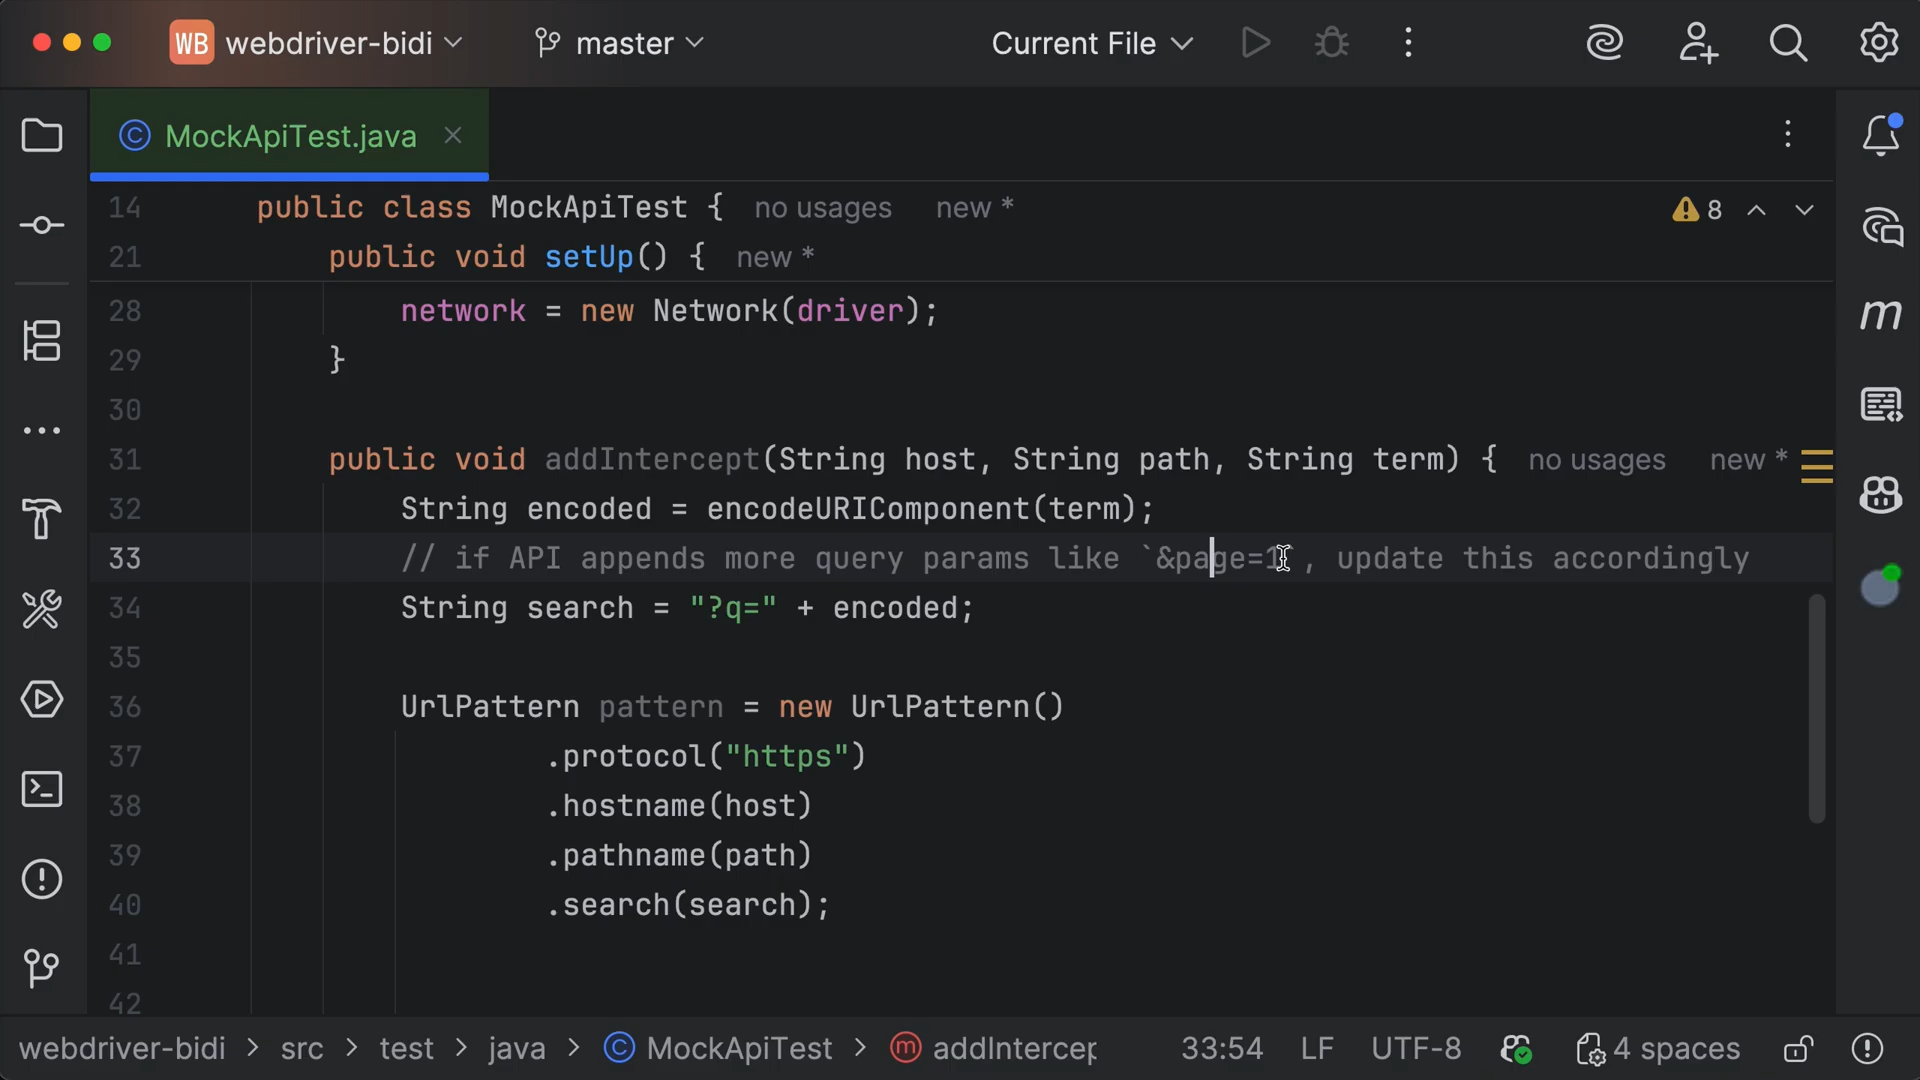 WB webdriver-bidi master Current File
MockApiTest.java
14 public class MockApiTest { no usages new * 8
21 public void setUp() { new *
28 network = new Network(driver);
29 }
30
31 public void addIntercept(String host, String path, String term) { no usages new *
32 String encoded = encodeURIComponent(term);
33 // if API appends more query params like `&page=1`, update this accordingly
34 String search = "?q=" + encoded;
35
36 UrlPattern pattern = new UrlPattern()
37 .protocol("https")
38 .hostname(host)
39 .pathname(path)
40 .search(search);
41
42
webdriver-bidi > src > test > java > MockApiTest > addIntercep 33:54 LF UTF-8 4 spaces